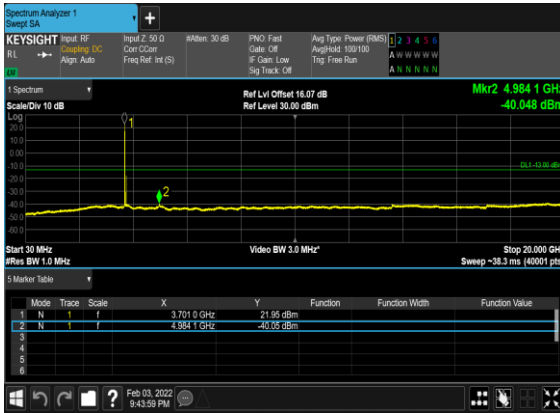 Spectrum Analyzer 1
Swept SA
+
KEYSIGHT Input: RF Input Z: 50 Ω #Atten: 30 dB PNO: Fast Avg Type: Power (RMS) 1 2 3 4 5 6
RL Coupling: DC Corr CCorr Gate: Off Avg|Hold: 100/100 A W W W W W
Align: Auto Freq Ref: Int (S) IF Gain: Low Trig: Free Run
Sig Track: Off A N N N N N
1 Spectrum Ref Lvl Offset 16.07 dB Mkr2 4.984 1 GHz
Scale/Div 10 dB Ref Level 30.00 dBm -40.048 dBm
Log
20.0
10.0
0.00
-10.0
-20.0
-30.0
-40.0
-50.0
-60.0
1
DL1 -13.00 dBm
2
Start 30 MHz Video BW 3.0 MHz* Stop 20.000 GH
#Res BW 1.0 MHz Sweep ~38.3 ms (40001 pts
5 Marker Table
Mode Trace Scale X Y Function Function Width Function Value
1 N 1 f 3.701 0 GHz 21.95 dBm
2 N 1 f 4.984 1 GHz -40.05 dBm
3
4
5
6
? Feb 03, 2022
9:43:59 PM